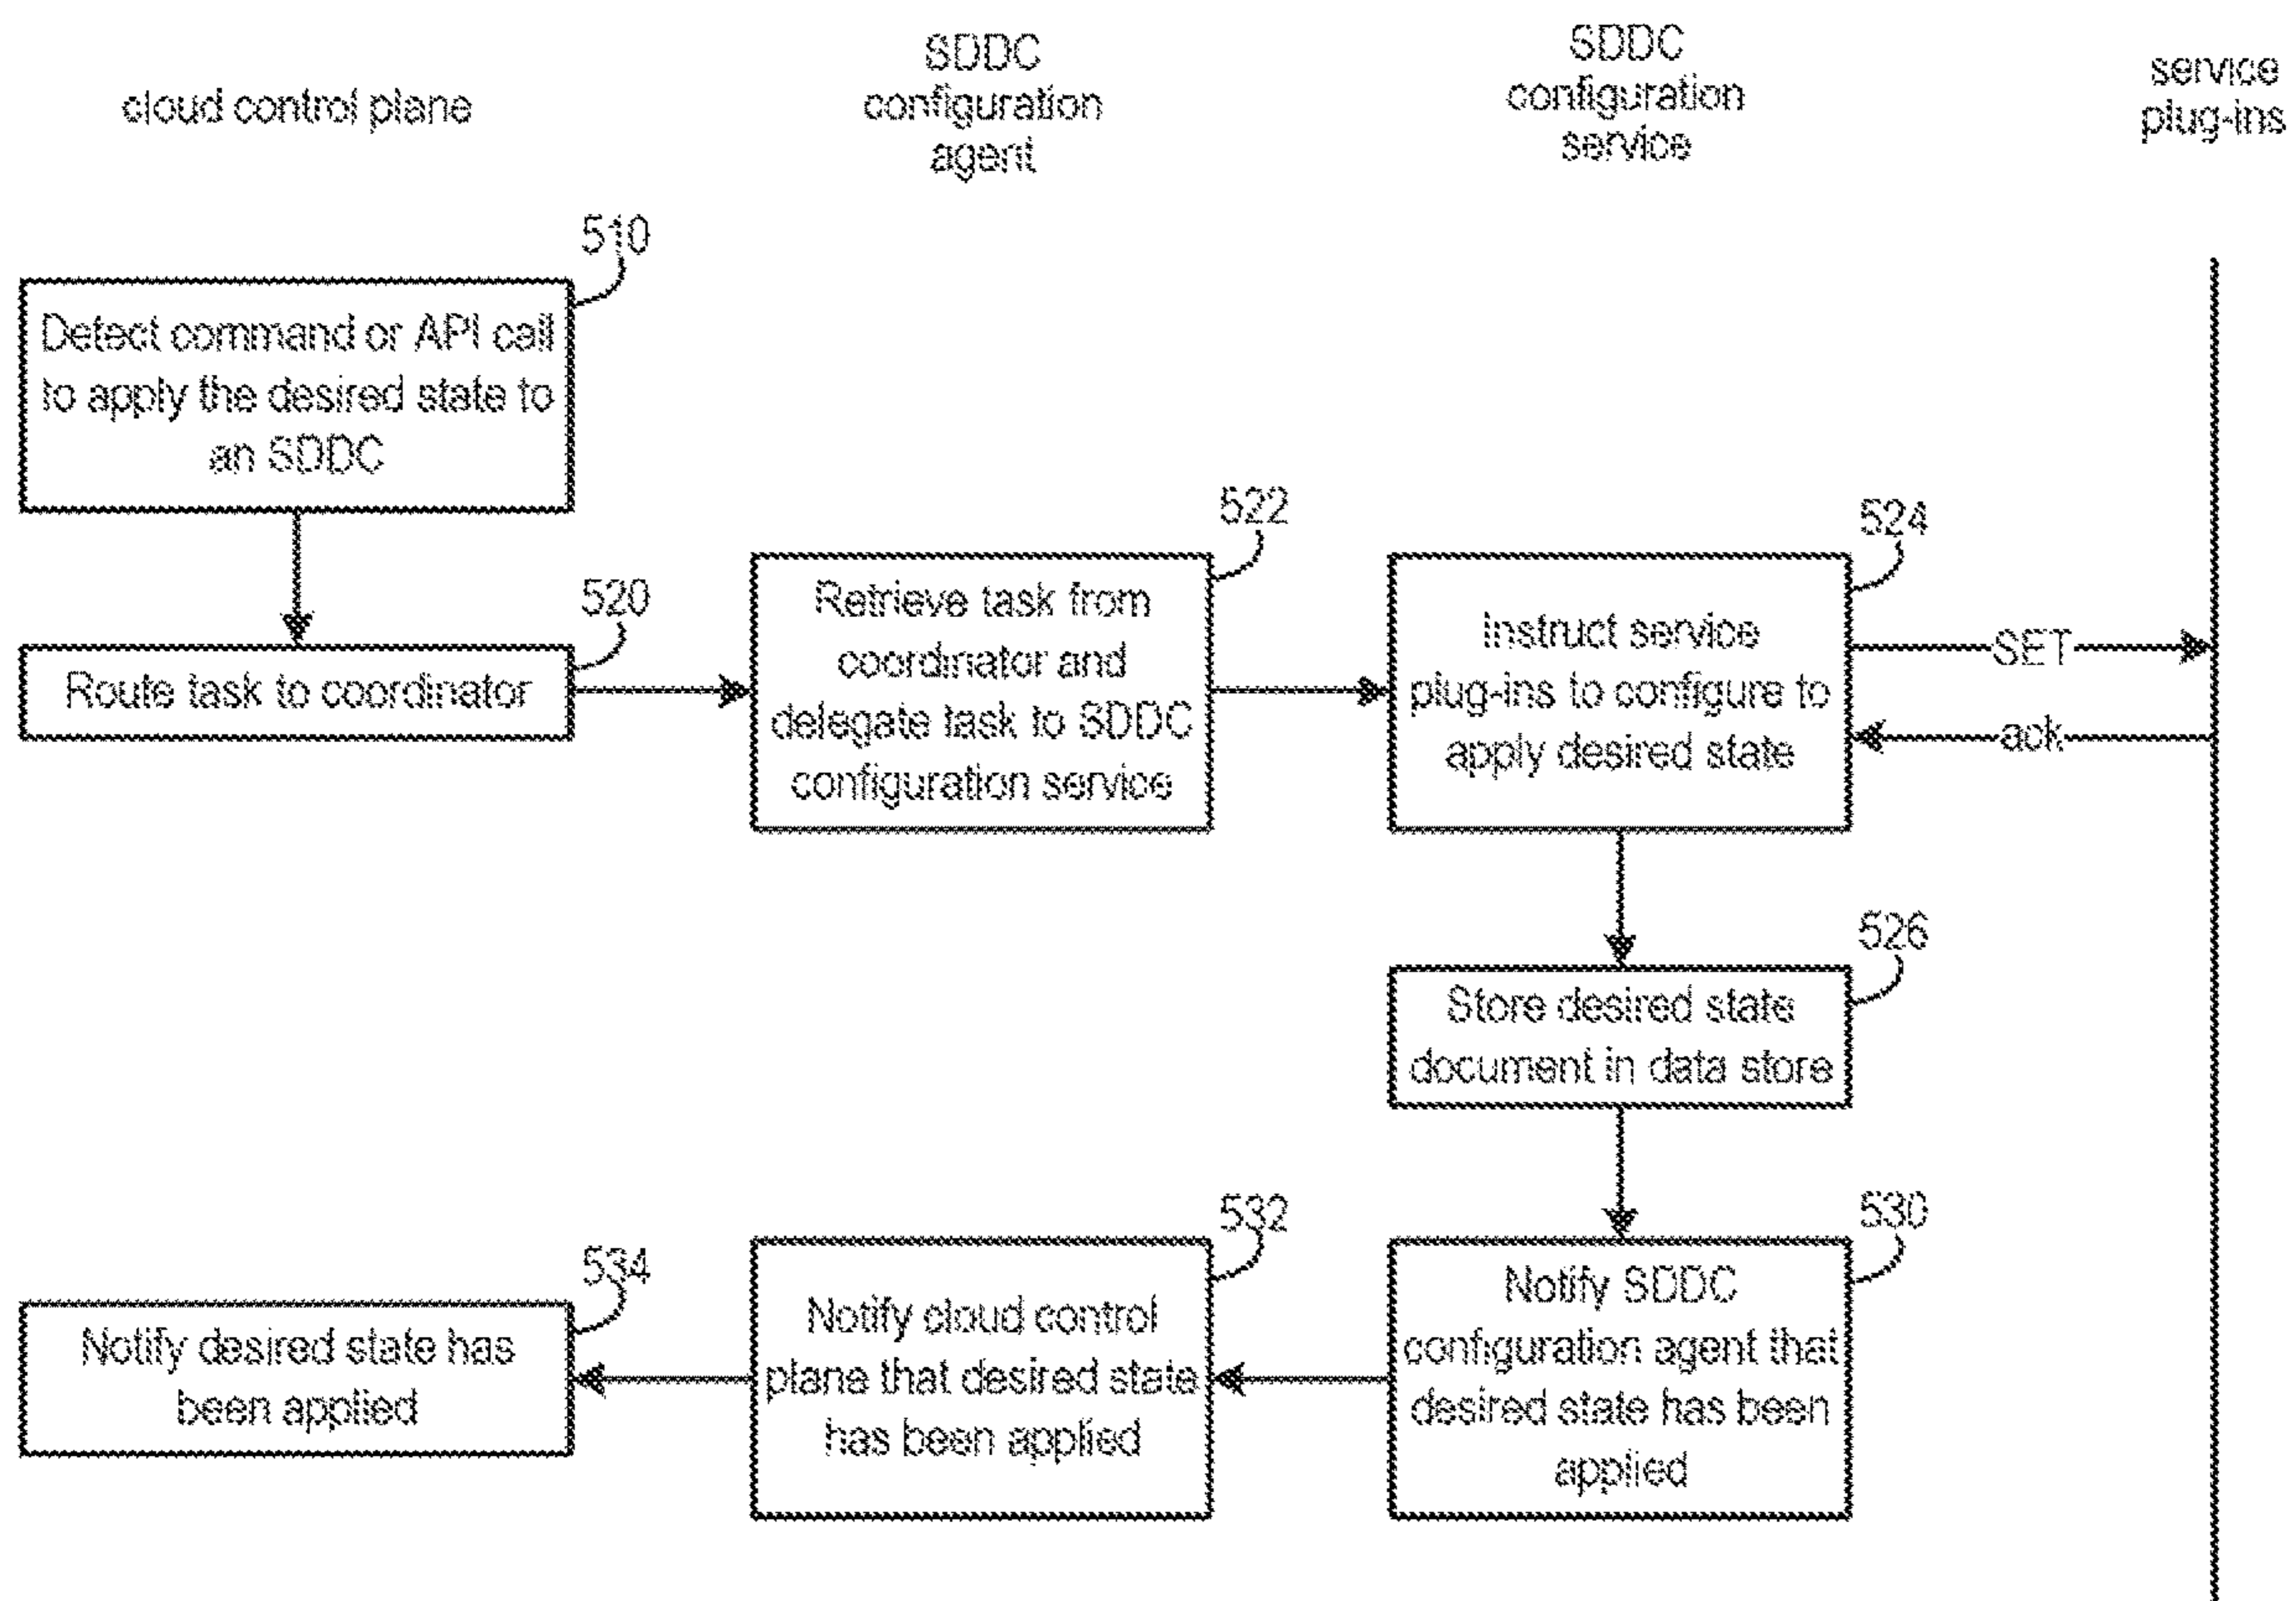 cloud control plane
SDDC
configuration
agent
SDDC
configuration
service
service
plug-ins
510
Detect command or API call
to apply the desired state to
an SDDC
520
Route task to coordinator
522
Retrieve task from
coordinator and
delegate task to SDDC
configuration service
524
Instruct service
plug-ins to configure to
apply desired state
SET
ack
526
Store desired state
document in data store
530
Notify SDDC
configuration agent that
desired state has been
applied
532
Notify cloud control
plane that desired state
has been applied
534
Notify desired state has
been applied